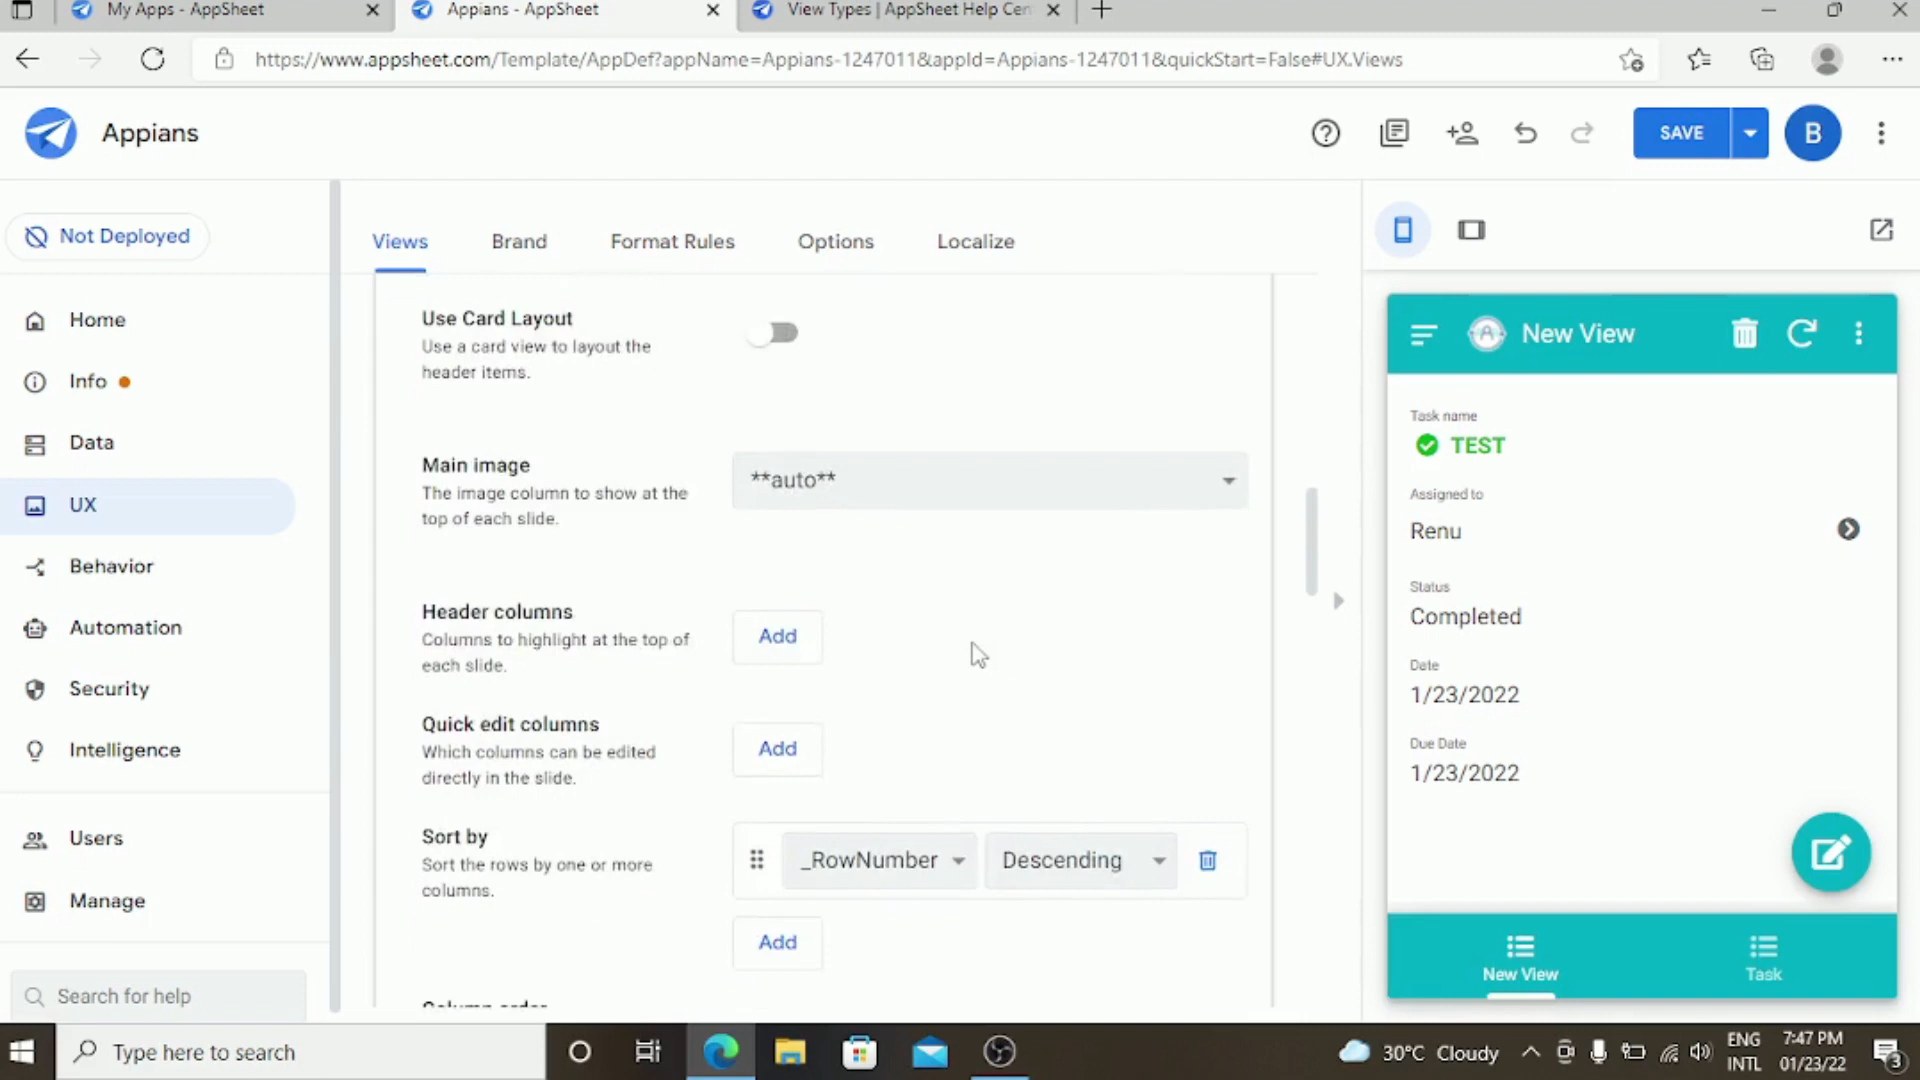 My Apps - AppSheet
Appians - AppSheet
View Types | AppSheet Help Cen
https://www.appsheet.com/Template/AppDef?appName=Appians-1247011&appId=Appians-1247011&quickStart=False#UX.Views
Appians
SAVE
B
Not Deployed
Home
Info
Data
UX
Behavior
Automation
Security
Intelligence
Users
Manage
Search for help
Views
Brand
Format Rules
Options
Localize
Use Card Layout
Use a card view to layout the
header items.
Main image
The image column to show at the
top of each slide.
**auto**
Header columns
Columns to highlight at the top of
each slide.
Add
Quick edit columns
Which columns can be edited
directly in the slide.
Add
Sort by
Sort the rows by one or more
columns.
_RowNumber
Descending
Add
Column order
New View
Task name
TEST
Assigned to
Renu
Status
Completed
Date
1/23/2022
Due Date
1/23/2022
New View
Task
Type here to search
30°C Cloudy
ENG
INTL
7:47 PM
01/23/22
3